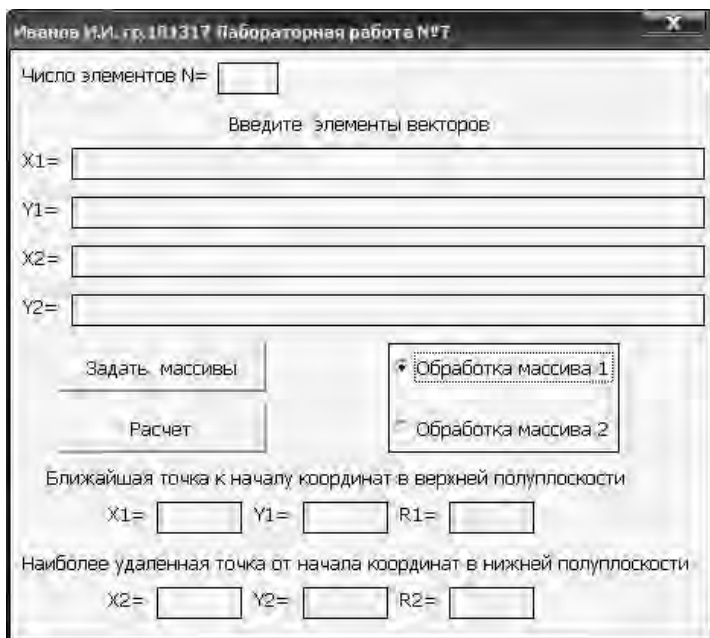 Иванов И.И. гр.101317 Лабораторная работа №7
Число элементов N=
Введите элементы векторов
X1=
Y1=
X2=
Y2=
Задать массивы
Обработка массива 1
Расчет
Обработка массива 2
Ближайшая точка к началу координат в верхней полуплоскости
X1= Y1= R1=
Наиболее удаленная точка от начала координат в нижней полуплоскости
X2= Y2= R2=